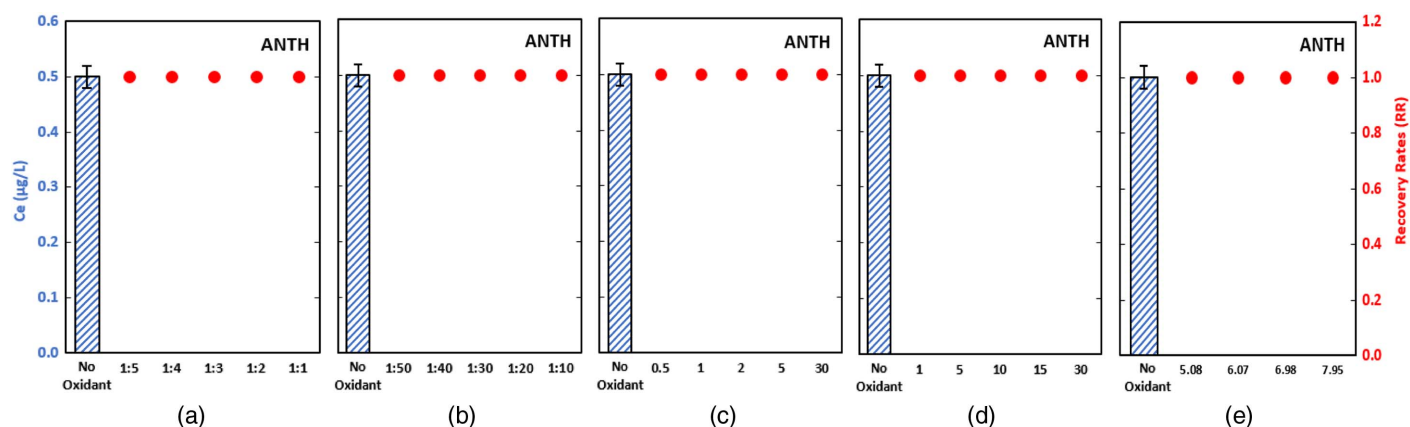 Ce (µg/L)
0.6
0.5
0.4
0.3
0.2
0.1
0.0
ANTH
No Oxidant 1:5 1:4 1:3 1:2 1:1
(a)
ANTH
No Oxidant 1:50 1:40 1:30 1:20 1:10
(b)
ANTH
No Oxidant 0.5 1 2 5 30
(c)
ANTH
No Oxidant 1 5 10 15 30
(d)
ANTH
No Oxidant 5.08 6.07 6.98 7.95
(e)
1.2
1.0
0.8
0.6
0.4
0.2
0.0
Recovery Rates (RR)